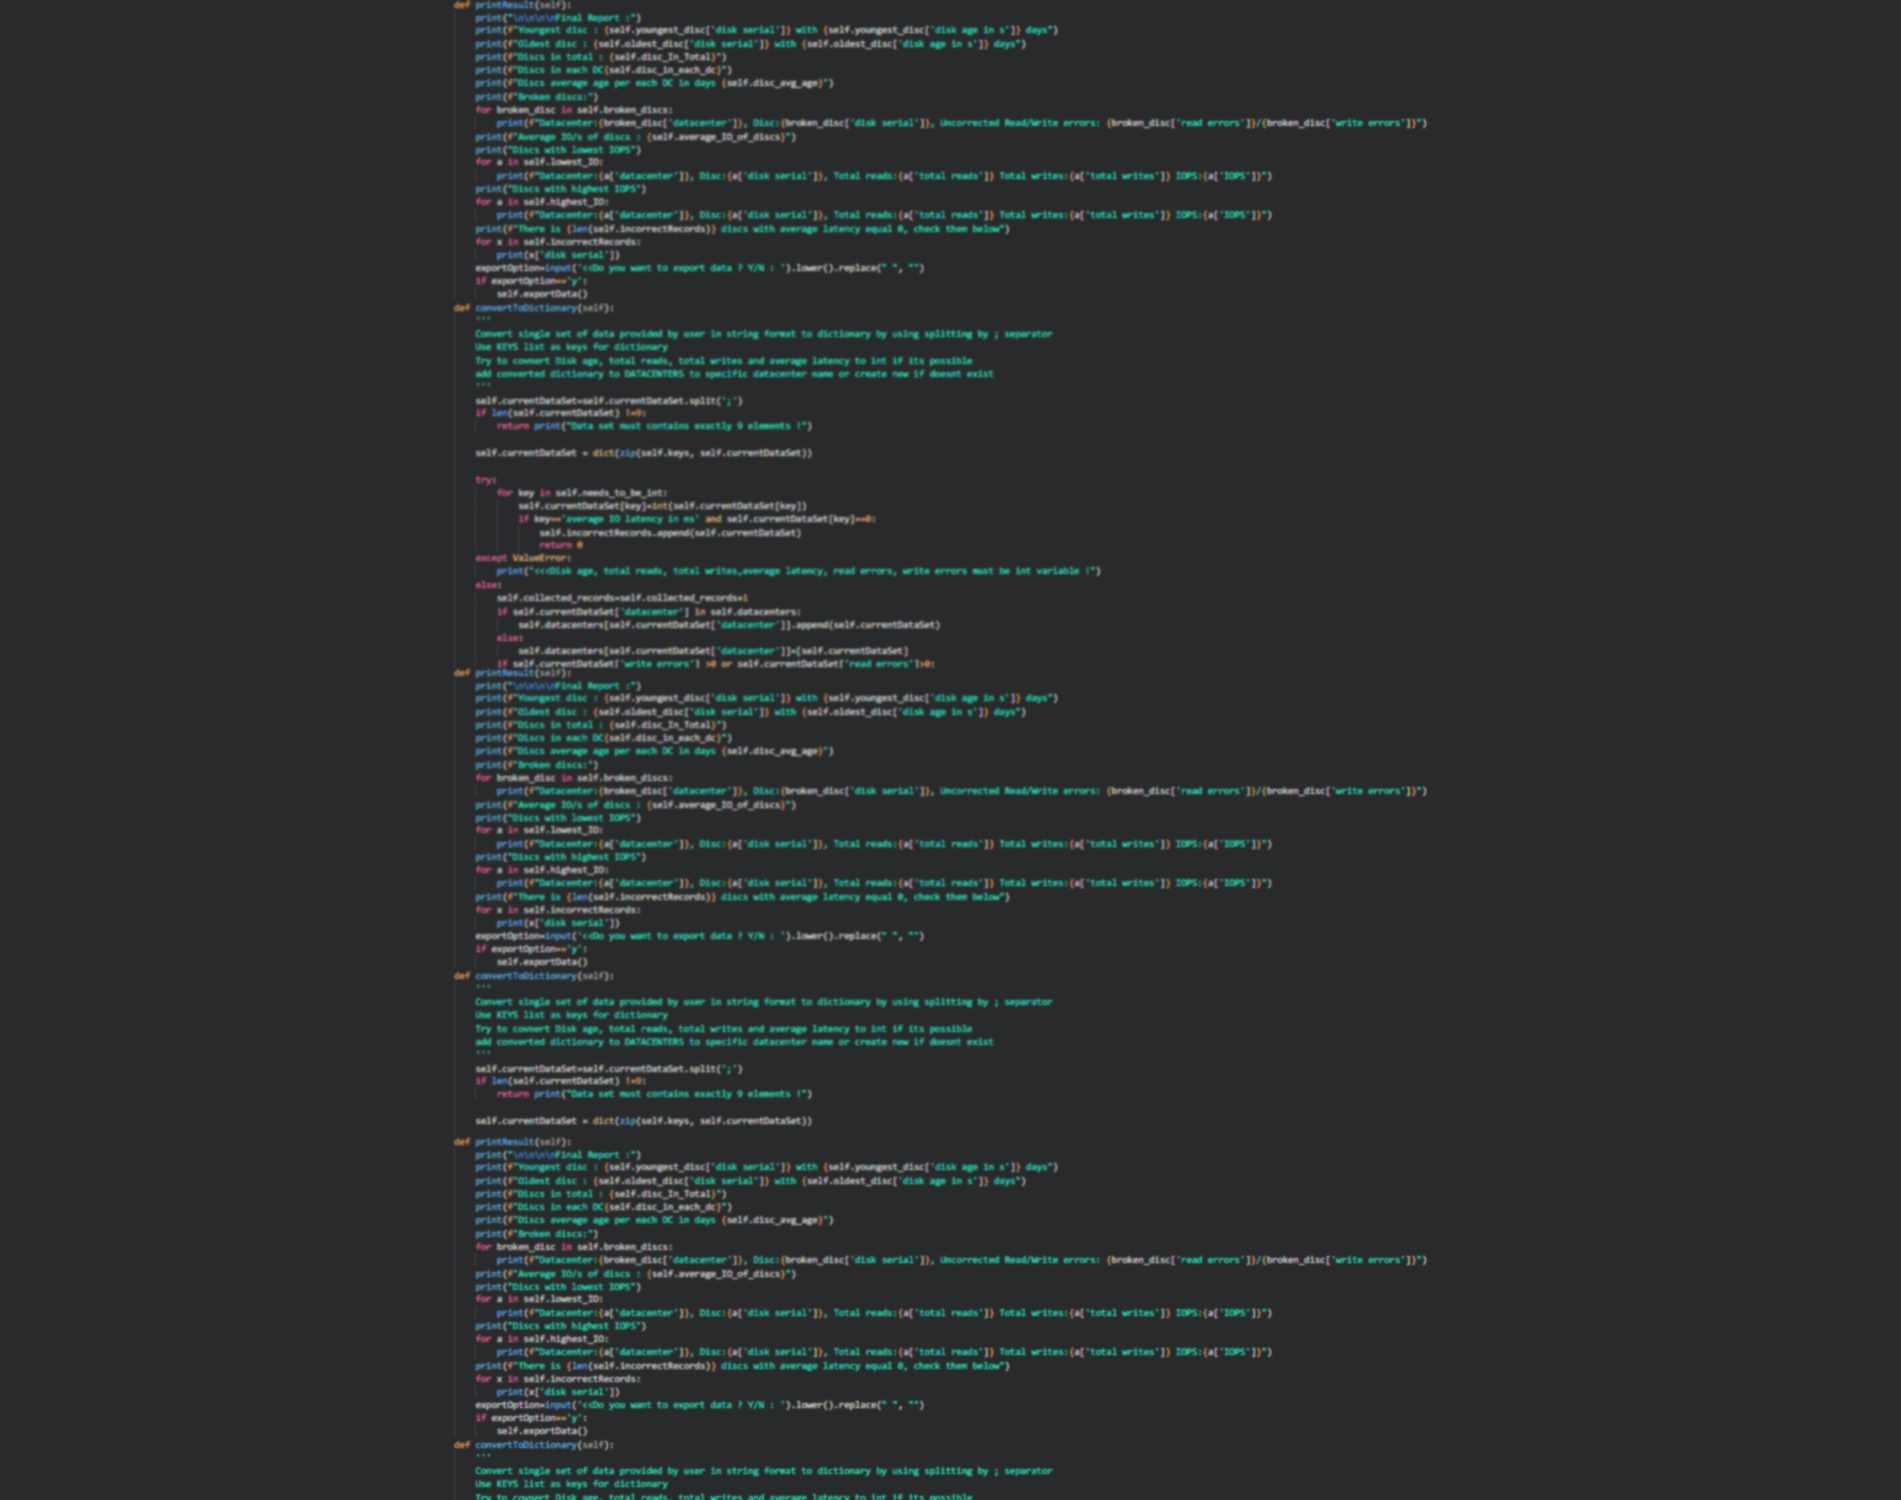 def printResult(self):
print("\n\n\n\nFinal Report :")
print(f"Youngest disc : {self.youngest_disc['disk serial']} with {self.youngest_disc['disk age in s']} days")
print(f"Oldest disc : {self.oldest_disc['disk serial']} with {self.oldest_disc['disk age in s']} days")
print(f"Discs in total : {self.disc_In_Total}")
print(f"Discs in each DC{self.disc_in_each_dc}")
print(f"Discs average age per each DC in days {self.disc_avg_age}")
print(f"Broken discs:")
for broken_disc in self.broken_discs:
print(f"Datacenter:{broken_disc['datacenter']}, Disc:{broken_disc['disk serial']}, Uncorrected Read/Write errors: {broken_disc['read errors']}/{broken_disc['write errors']}")
print(f"Average IO/s of discs : {self.average_IO_of_discs}")
print("Discs with lowest IOPS")
for a in self.lowest_IO:
print(f"Datacenter:{a['datacenter']}, Disc:{a['disk serial']}, Total reads:{a['total reads']} Total writes:{a['total writes']} IOPS:{a['IOPS']}")
print("Discs with highest IOPS")
for a in self.highest_IO:
print(f"Datacenter:{a['datacenter']}, Disc:{a['disk serial']}, Total reads:{a['total reads']} Total writes:{a['total writes']} IOPS:{a['IOPS']}")
print(f"There is {len(self.incorrectRecords)} discs with average latency equal 0, check them below")
for x in self.incorrectRecords:
print(x['disk serial'])
exportOption=input('<<Do you want to export data ? Y/N : ').lower().replace(" ", "")
if exportOption=='y':
self.exportData()
def convertToDictionary(self):
'''
Convert single set of data provided by user in string format to dictionary by using splitting by ; separator
Use KEYS list as keys for dictionary
Try to covnert Disk age, total reads, total writes and average latency to int if its possible
add converted dictionary to DATACENTERS to specific datacenter name or create new if doesnt exist
'''
self.currentDataSet=self.currentDataSet.split(';')
if len(self.currentDataSet) !=9:
return print("Data set must contains exactly 9 elements !")
self.currentDataSet = dict(zip(self.keys, self.currentDataSet))
try:
for key in self.needs_to_be_int:
self.currentDataSet[key]=int(self.currentDataSet[key])
if key=='average IO latency in ms' and self.currentDataSet[key]==0:
self.incorrectRecords.append(self.currentDataSet)
return 0
except ValueError:
print("<<<Disk age, total reads, total writes,average latency, read errors, write errors must be int variable !")
else:
self.collected_records=self.collected_records+1
if self.currentDataSet['datacenter'] in self.datacenters:
self.datacenters[self.currentDataSet['datacenter']].append(self.currentDataSet)
else:
self.datacenters[self.currentDataSet['datacenter']]=[self.currentDataSet]
if self.currentDataSet['write errors'] >0 or self.currentDataSet['read errors']>0:
def printResult(self):
print("\n\n\n\nFinal Report :")
print(f"Youngest disc : {self.youngest_disc['disk serial']} with {self.youngest_disc['disk age in s']} days")
print(f"Oldest disc : {self.oldest_disc['disk serial']} with {self.oldest_disc['disk age in s']} days")
print(f"Discs in total : {self.disc_In_Total}")
print(f"Discs in each DC{self.disc_in_each_dc}")
print(f"Discs average age per each DC in days {self.disc_avg_age}")
print(f"Broken discs:")
for broken_disc in self.broken_discs:
print(f"Datacenter:{broken_disc['datacenter']}, Disc:{broken_disc['disk serial']}, Uncorrected Read/Write errors: {broken_disc['read errors']}/{broken_disc['write errors']}")
print(f"Average IO/s of discs : {self.average_IO_of_discs}")
print("Discs with lowest IOPS")
for a in self.lowest_IO:
print(f"Datacenter:{a['datacenter']}, Disc:{a['disk serial']}, Total reads:{a['total reads']} Total writes:{a['total writes']} IOPS:{a['IOPS']}")
print("Discs with highest IOPS")
for a in self.highest_IO:
print(f"Datacenter:{a['datacenter']}, Disc:{a['disk serial']}, Total reads:{a['total reads']} Total writes:{a['total writes']} IOPS:{a['IOPS']}")
print(f"There is {len(self.incorrectRecords)} discs with average latency equal 0, check them below")
for x in self.incorrectRecords:
print(x['disk serial'])
exportOption=input('<<Do you want to export data ? Y/N : ').lower().replace(" ", "")
if exportOption=='y':
self.exportData()
def convertToDictionary(self):
'''
Convert single set of data provided by user in string format to dictionary by using splitting by ; separator
Use KEYS list as keys for dictionary
Try to covnert Disk age, total reads, total writes and average latency to int if its possible
add converted dictionary to DATACENTERS to specific datacenter name or create new if doesnt exist
'''
self.currentDataSet=self.currentDataSet.split(';')
if len(self.currentDataSet) !=9:
return print("Data set must contains exactly 9 elements !")
self.currentDataSet = dict(zip(self.keys, self.currentDataSet))
def printResult(self):
print("\n\n\n\nFinal Report :")
print(f"Youngest disc : {self.youngest_disc['disk serial']} with {self.youngest_disc['disk age in s']} days")
print(f"Oldest disc : {self.oldest_disc['disk serial']} with {self.oldest_disc['disk age in s']} days")
print(f"Discs in total : {self.disc_In_Total}")
print(f"Discs in each DC{self.disc_in_each_dc}")
print(f"Discs average age per each DC in days {self.disc_avg_age}")
print(f"Broken discs:")
for broken_disc in self.broken_discs:
print(f"Datacenter:{broken_disc['datacenter']}, Disc:{broken_disc['disk serial']}, Uncorrected Read/Write errors: {broken_disc['read errors']}/{broken_disc['write errors']}")
print(f"Average IO/s of discs : {self.average_IO_of_discs}")
print("Discs with lowest IOPS")
for a in self.lowest_IO:
print(f"Datacenter:{a['datacenter']}, Disc:{a['disk serial']}, Total reads:{a['total reads']} Total writes:{a['total writes']} IOPS:{a['IOPS']}")
print("Discs with highest IOPS")
for a in self.highest_IO:
print(f"Datacenter:{a['datacenter']}, Disc:{a['disk serial']}, Total reads:{a['total reads']} Total writes:{a['total writes']} IOPS:{a['IOPS']}")
print(f"There is {len(self.incorrectRecords)} discs with average latency equal 0, check them below")
for x in self.incorrectRecords:
print(x['disk serial'])
exportOption=input('<<Do you want to export data ? Y/N : ').lower().replace(" ", "")
if exportOption=='y':
self.exportData()
def convertToDictionary(self):
'''
Convert single set of data provided by user in string format to dictionary by using splitting by ; separator
Use KEYS list as keys for dictionary
Try to covnert Disk age, total reads, total writes and average latency to int if its possible